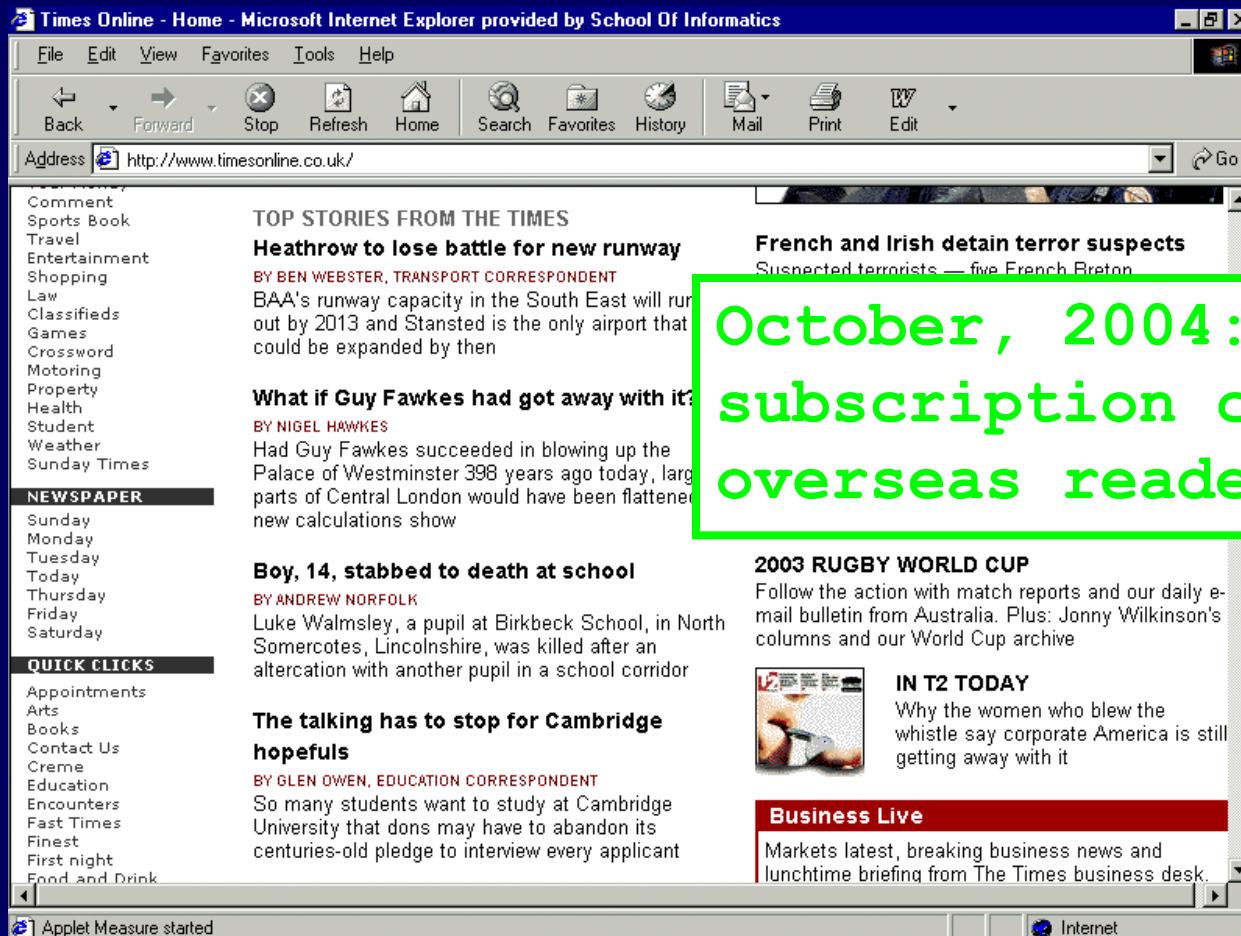 Times Online - Home - Microsoft Internet Explorer provided by School Of Informatics
File Edit View Favorites Tools Help
Back Forward Stop Refresh Home Search Favorites History Mail Print Edit
Address http://www.timesonline.co.uk/ Go
Comment
Sports Book
Travel
Entertainment
Shopping
Law
Classifieds
Games
Crossword
Motoring
Property
Health
Student
Weather
Sunday Times
NEWSPAPER
Sunday
Monday
Tuesday
Today
Thursday
Friday
Saturday
QUICK CLICKS
Appointments
Arts
Books
Contact Us
Creme
Education
Encounters
Fast Times
Finest
First night
Food and Drink
TOP STORIES FROM THE TIMES
Heathrow to lose battle for new runway
BY BEN WEBSTER, TRANSPORT CORRESPONDENT
BAA's runway capacity in the South East will
out by 2013 and Stansted is the only airport that
could be expanded by then
What if Guy Fawkes had got away with it?
BY NIGEL HAWKES
Had Guy Fawkes succeeded in blowing up the
Palace of Westminster 398 years ago today,
parts of Central London would have been
new calculations show
Boy, 14, stabbed to death at school
BY ANDREW NORFOLK
Luke Walmsley, a pupil at Birkbeck School, in North
Somercotes, Lincolnshire, was killed after an
altercation with another pupil in a school corridor
The talking has to stop for Cambridge
hopefuls
BY GLEN OWEN, EDUCATION CORRESPONDENT
So many students want to study at Cambridge
University that dons may have to abandon its
centuries-old pledge to interview every applicant
French and Irish detain terror suspects
Suspected terrorists — five French Breton
October, 2004:
subscription
overseas
2003 RUGBY WORLD CUP
Follow the action with match reports and our daily e-
mail bulletin from Australia. Plus: Jonny Wilkinson's
columns and our World Cup archive
IN T2 TODAY
Why the women who blew the
whistle say corporate America is still
getting away with it
Business Live
Markets latest, breaking business news and
lunchtime briefing from The Times business desk.
Applet Measure started
Internet